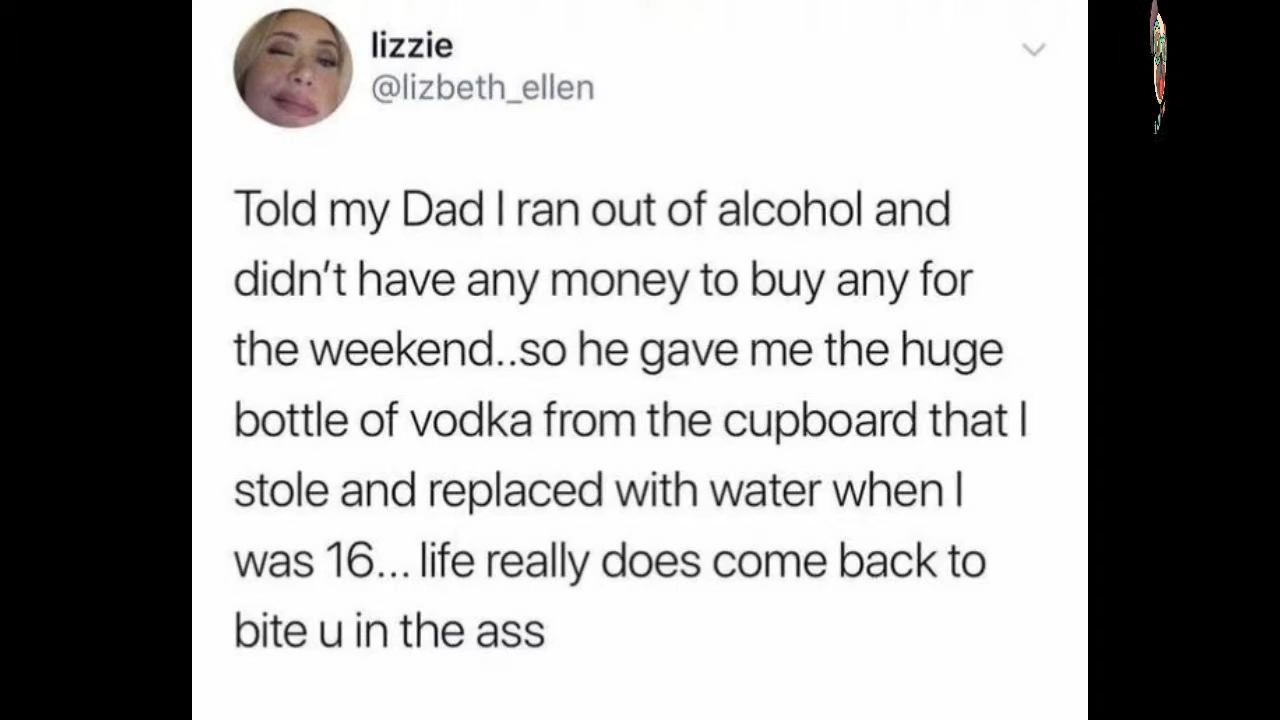 lizzie
@lizbeth_ellen
Told my Dad I ran out of alcohol and
didn't have any money to buy any for
the weekend..so he gave me the huge
bottle of vodka from the cupboard that I
stole and replaced with water when I
was 16... life really does come back to
bite u in the ass